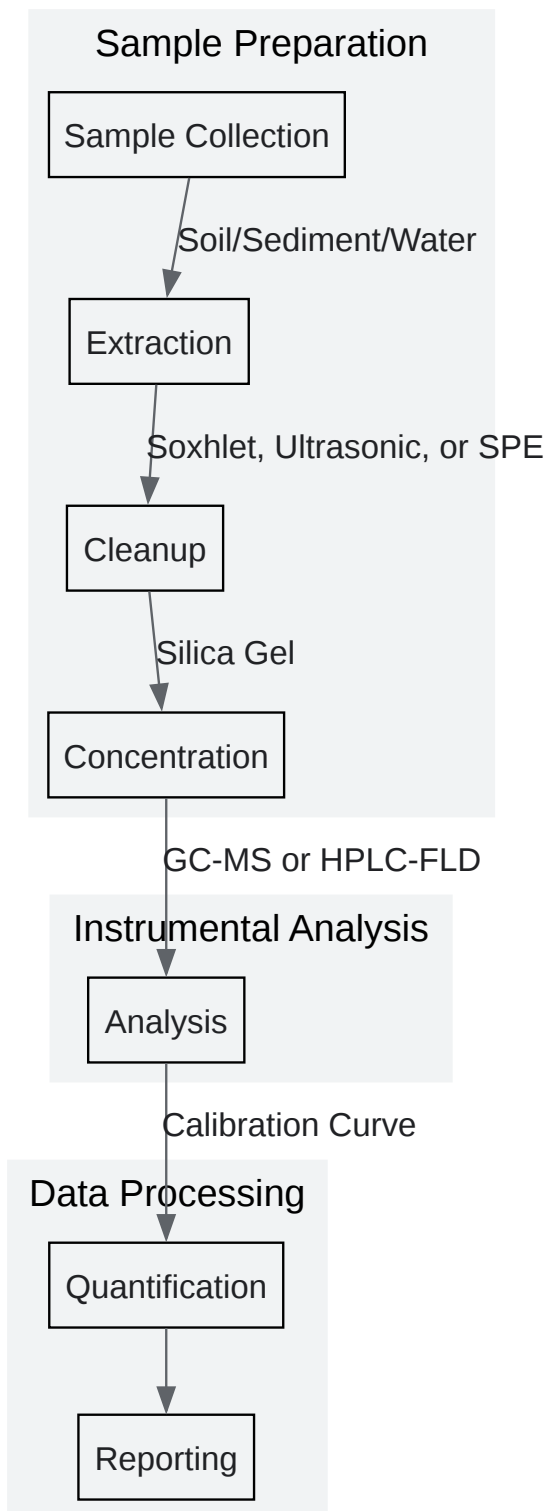 Sample Preparation
Sample Collection
Soil/Sediment/Water
Extraction
Soxhlet, Ultrasonic, or SPE
Cleanup
Silica Gel
Concentration
GC-MS or HPLC-FLD
Instrumental Analysis
Analysis
Calibration Curve
Data Processing
Quantification
Reporting